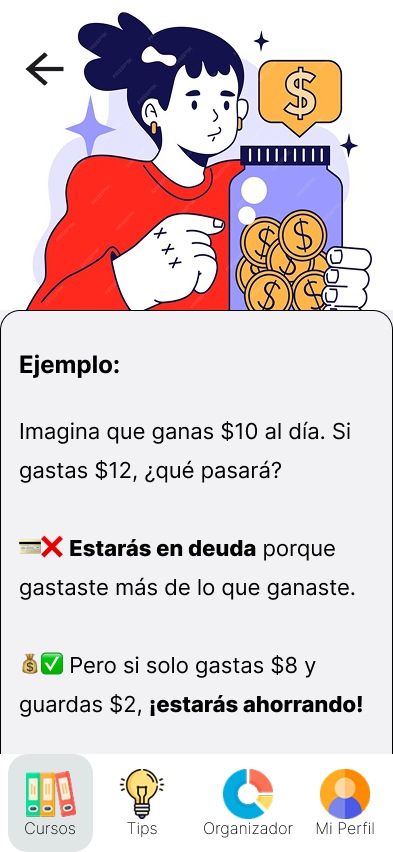 $
Ejemplo:
Imagina que ganas $10 al día. Si
gastas $12, ¿qué pasará?
💳❌ Estarás en deuda porque
gastaste más de lo que ganaste.
💰✅ Pero si solo gastas $8 y
guardas $2, ¡estarás ahorrando!
Cursos Tips Organizador Mi Perfil